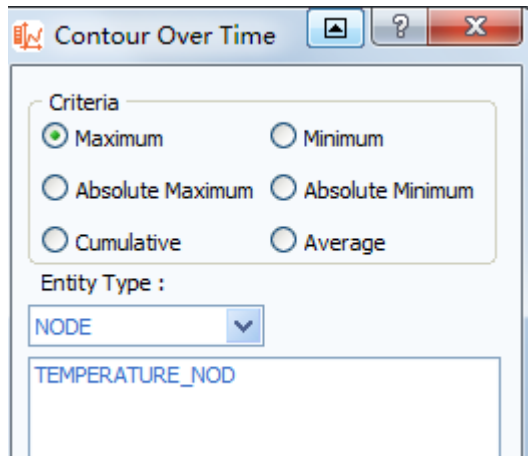 Contour Over Time
Criteria
Maximum Minimum
Absolute Maximum Absolute Minimum
Cumulative Average
Entity Type :
NODE
TEMPERATURE_NOD